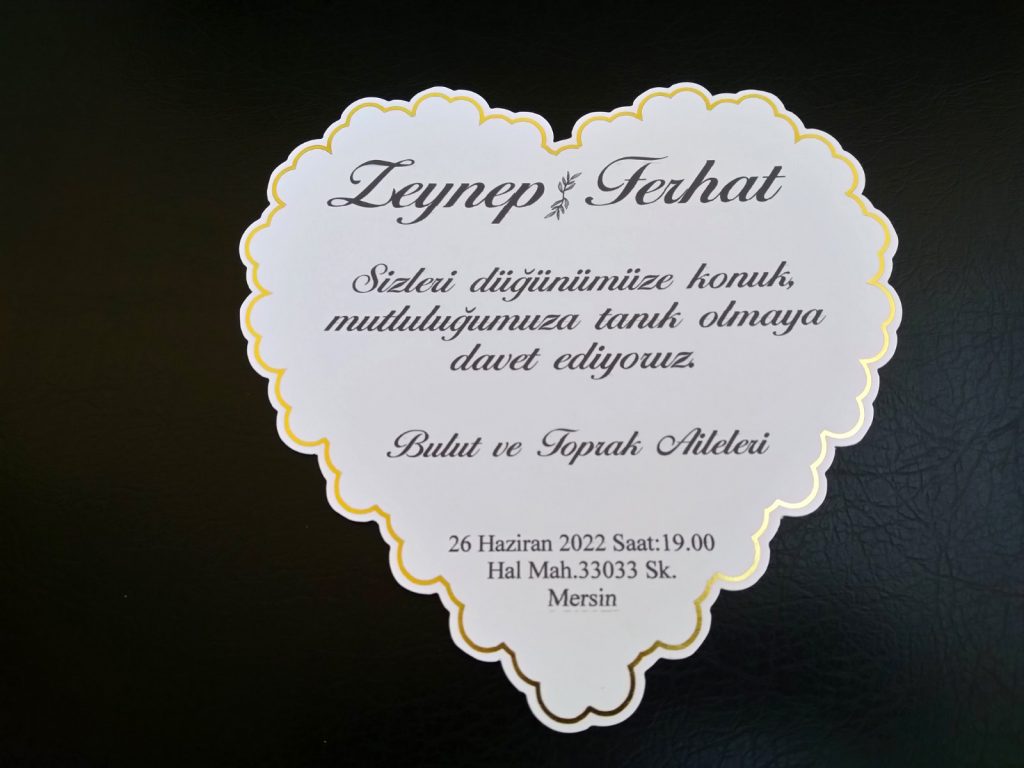 Zeynep Ferhat
Sizleri düğünümüze konuk,
mutluluğumuza tanık olmaya
davet ediyoruz.
Bulut ve Toprak Aileleri
26 Haziran 2022 Saat:19.00
Hal Mah.33033 Sk.
Mersin